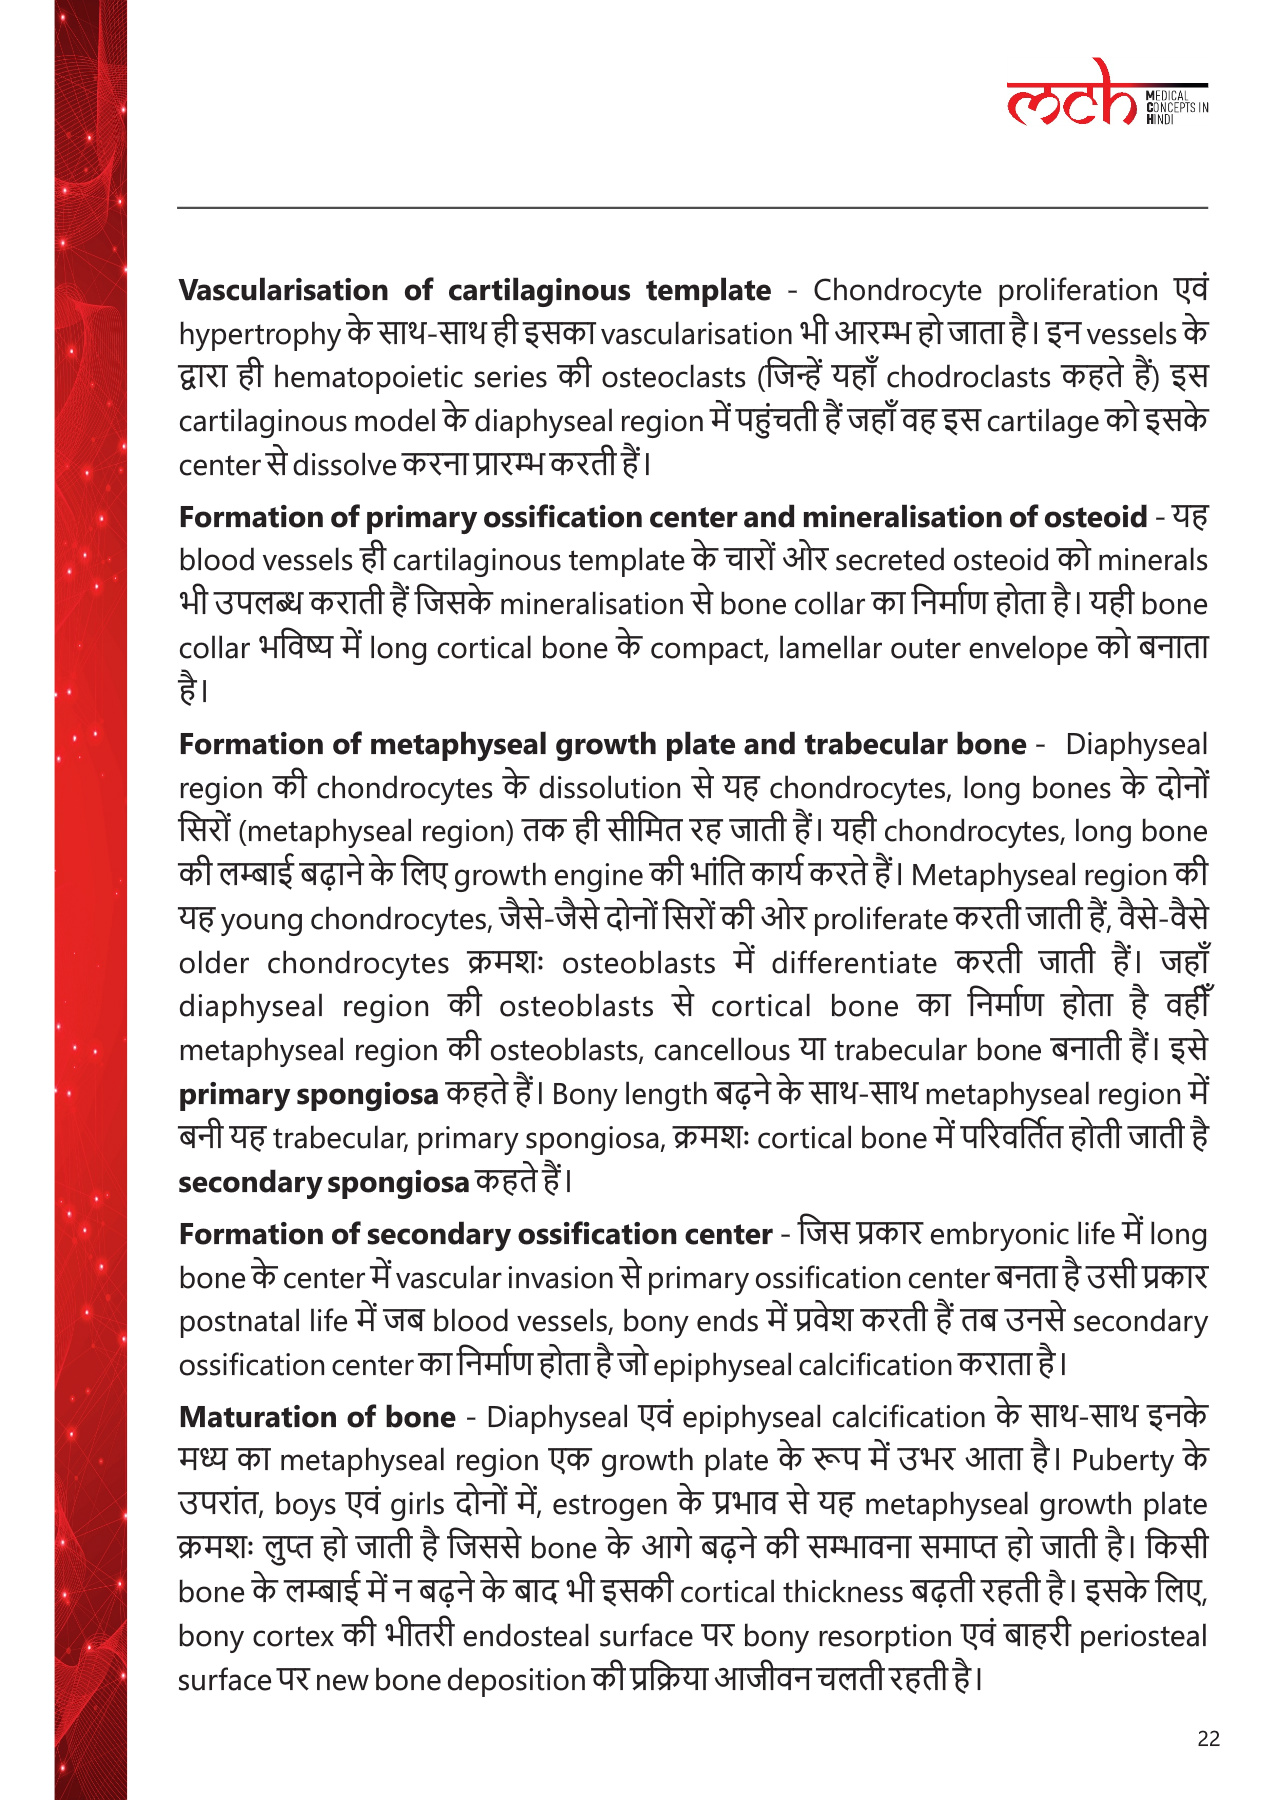 mch MEDICAL
CONCEPTS IN
HINDI
Vascularisation of cartilaginous template - Chondrocyte proliferation एवं
hypertrophy के साथ-साथ ही इसका vascularisation भी आरम्भ हो जाता है। इन vessels के
द्वारा ही hematopoietic series की osteoclasts (जिन्हें यहाँ chodroclasts कहते हैं) इस
cartilaginous model के diaphyseal region में पहुंचती हैं जहाँ वह इस cartilage को इसके
center से dissolve करना प्रारम्भ करती हैं।
Formation of primary ossification center and mineralisation of osteoid - यह
blood vessels ही cartilaginous template के चारों ओर secreted osteoid को minerals
भी उपलब्ध कराती हैं जिसके mineralisation से bone collar का निर्माण होता है। यही bone
collar भविष्य में long cortical bone के compact, lamellar outer envelope को बनाता
है।
Formation of metaphyseal growth plate and trabecular bone - Diaphyseal
region की chondrocytes के dissolution से यह chondrocytes, long bones के दोनों
सिरों (metaphyseal region) तक ही सीमित रह जाती हैं। यही chondrocytes, long bone
की लम्बाई बढ़ाने के लिए growth engine की भांति कार्य करते हैं। Metaphyseal region की
यह young chondrocytes, जैसे-जैसे दोनों सिरों की ओर proliferate करती जाती हैं, वैसे-वैसे
older chondrocytes क्रमशः osteoblasts में differentiate करती जाती हैं। जहाँ
diaphyseal region की osteoblasts से cortical bone का निर्माण होता है वहीँ
metaphyseal region की osteoblasts, cancellous या trabecular bone बनाती हैं। इसे
primary spongiosa कहते हैं। Bony length बढ़ने के साथ-साथ metaphyseal region में
बनी यह trabecular, primary spongiosa, क्रमशः cortical bone में परिवर्तित होती जाती है
secondary spongiosa कहते हैं।
Formation of secondary ossification center - जिस प्रकार embryonic life में long
bone के center में vascular invasion से primary ossification center बनता है उसी प्रकार
postnatal life में जब blood vessels, bony ends में प्रवेश करती हैं तब उनसे secondary
ossification center का निर्माण होता है जो epiphyseal calcification कराता है।
Maturation of bone - Diaphyseal एवं epiphyseal calcification के साथ-साथ इनके
मध्य का metaphyseal region एक growth plate के रूप में उभर आता है। Puberty के
उपरांत, boys एवं girls दोनों में, estrogen के प्रभाव से यह metaphyseal growth plate
क्रमशः लुप्त हो जाती है जिससे bone के आगे बढ़ने की सम्भावना समाप्त हो जाती है। किसी
bone के लम्बाई में न बढ़ने के बाद भी इसकी cortical thickness बढ़ती रहती है। इसके लिए,
bony cortex की भीतरी endosteal surface पर bony resorption एवं बाहरी periosteal
surface पर new bone deposition की प्रक्रिया आजीवन चलती रहती है।
22